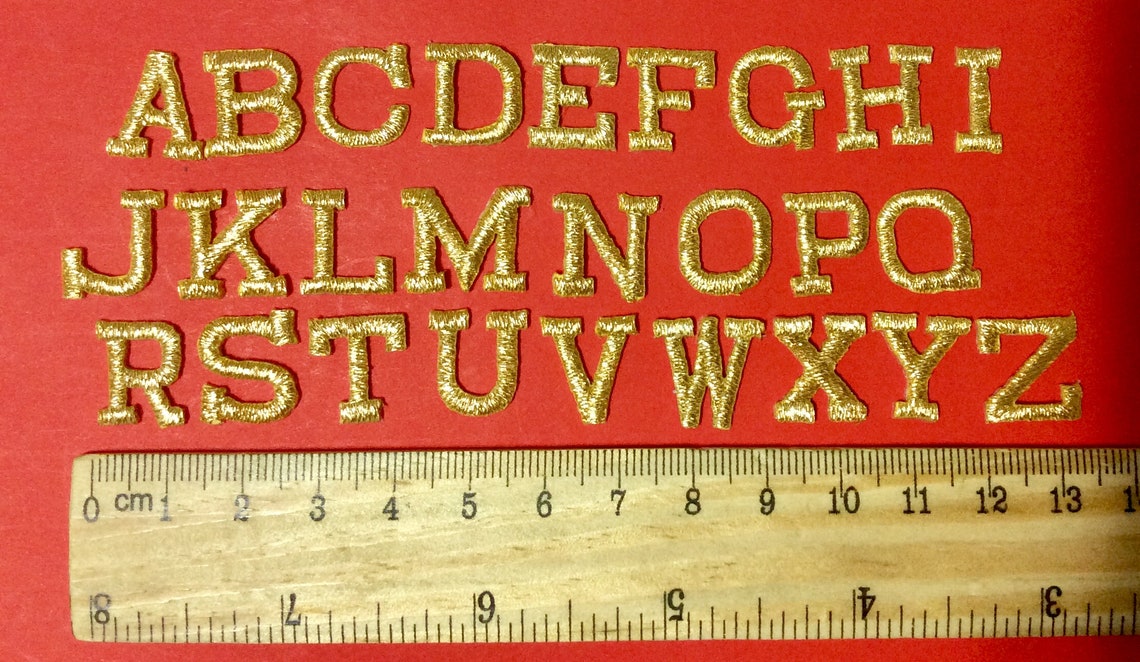 ABCDEFGHI
JKLMNOPQ
RSTUVWXYZ
0 cm 1 2 3 4 5 6 7 8 9 10 11 12 13
8 7 6 5 4 3